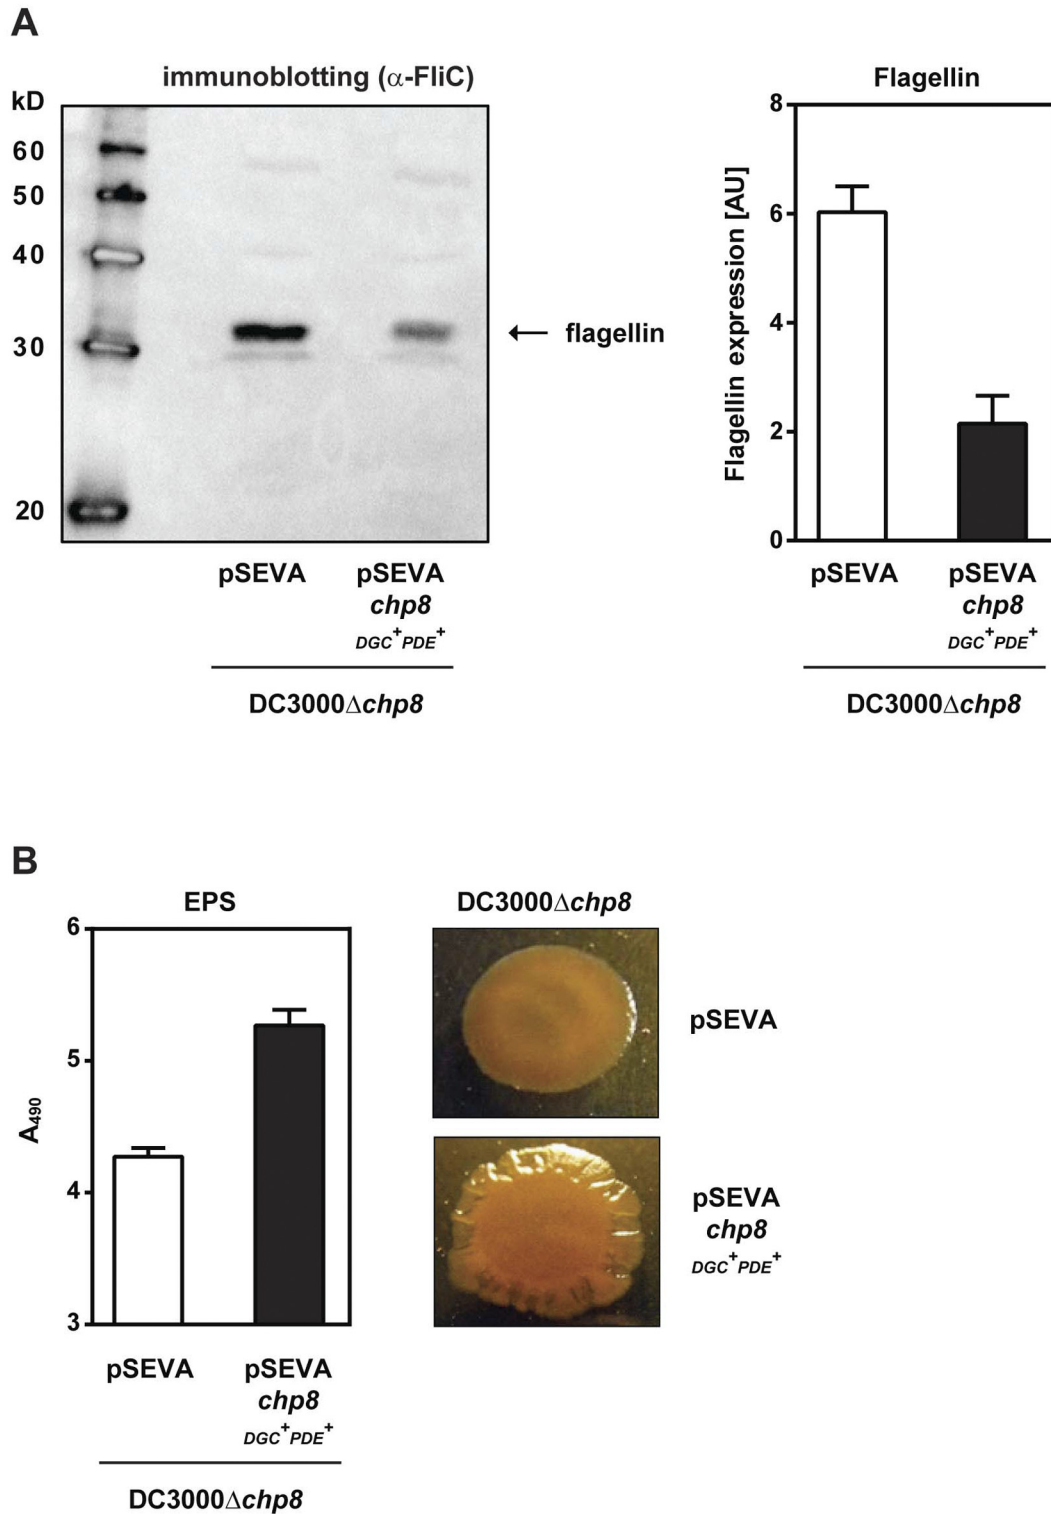 A
immunoblotting (α-FliC)
kD
60
50
40
30
20
flagellin
pSEVA
pSEVA
chp8
DGC⁺PDE⁺
DC3000Δchp8
Flagellin
Flagellin expression [AU]
8
6
4
2
0
pSEVA
pSEVA
chp8
DGC⁺PDE⁺
DC3000Δchp8
B
EPS
A₄₉₀
6
5
4
3
pSEVA
pSEVA
chp8
DGC⁺PDE⁺
DC3000Δchp8
DC3000Δchp8
pSEVA
pSEVA
chp8
DGC⁺PDE⁺